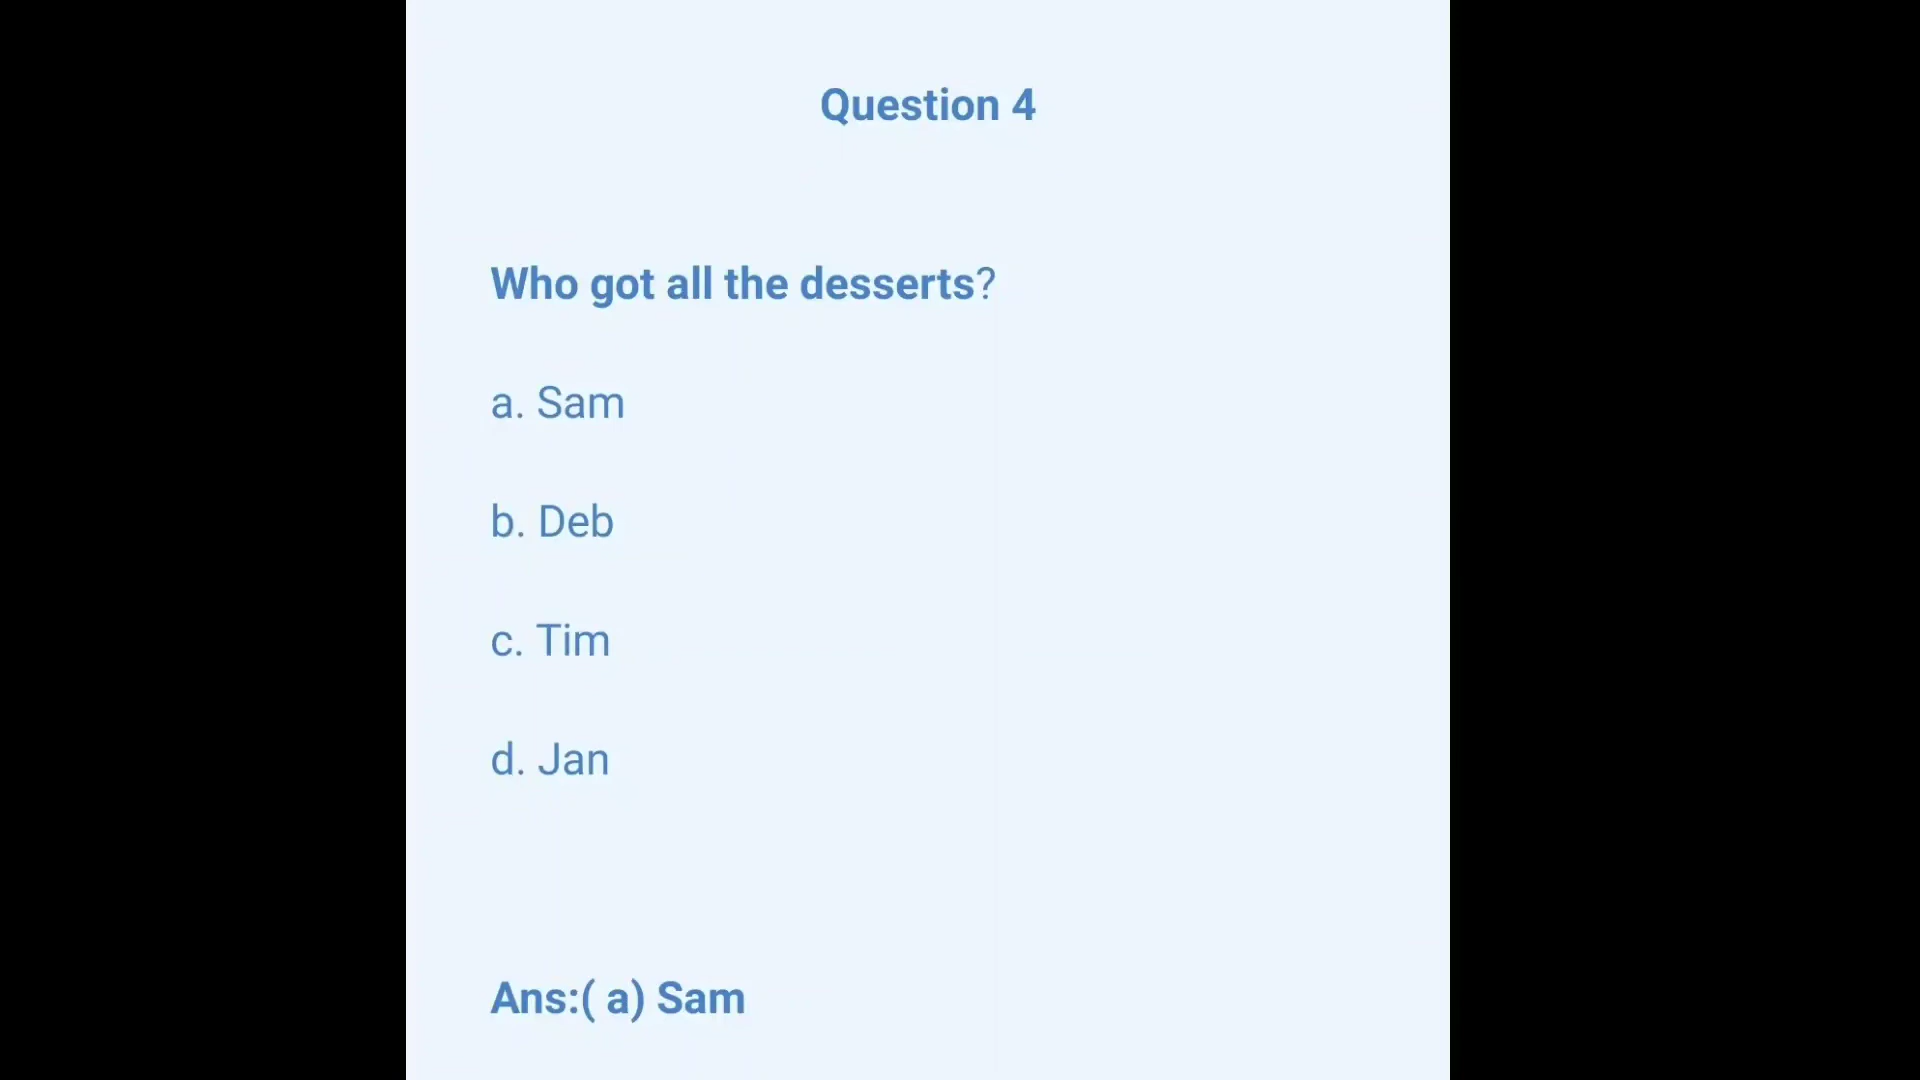 Question 4
Who got all the desserts?
a. Sam
b. Deb
c. Tim
d. Jan
Ans:( a) Sam